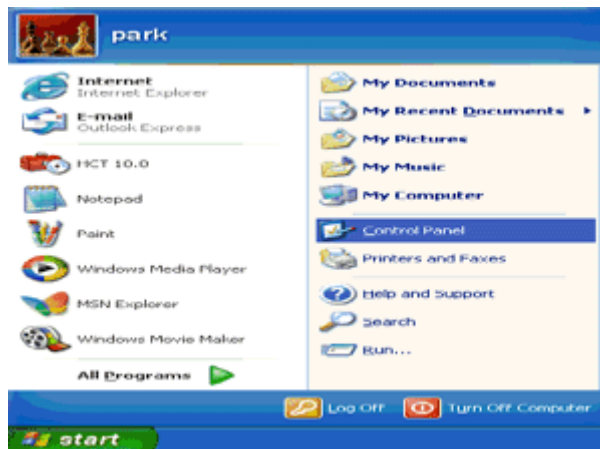 park
Internet
Internet Explorer
E-mail
Outlook Express
HCT 10.0
Notepad
Paint
Windows Media Player
MSN Explorer
Windows Movie Maker
All Programs
My Documents
My Recent Documents
My Pictures
My Music
My Computer
Control Panel
Printers and Faxes
Help and Support
Search
Run...
Log Off
Turn Off Computer
start